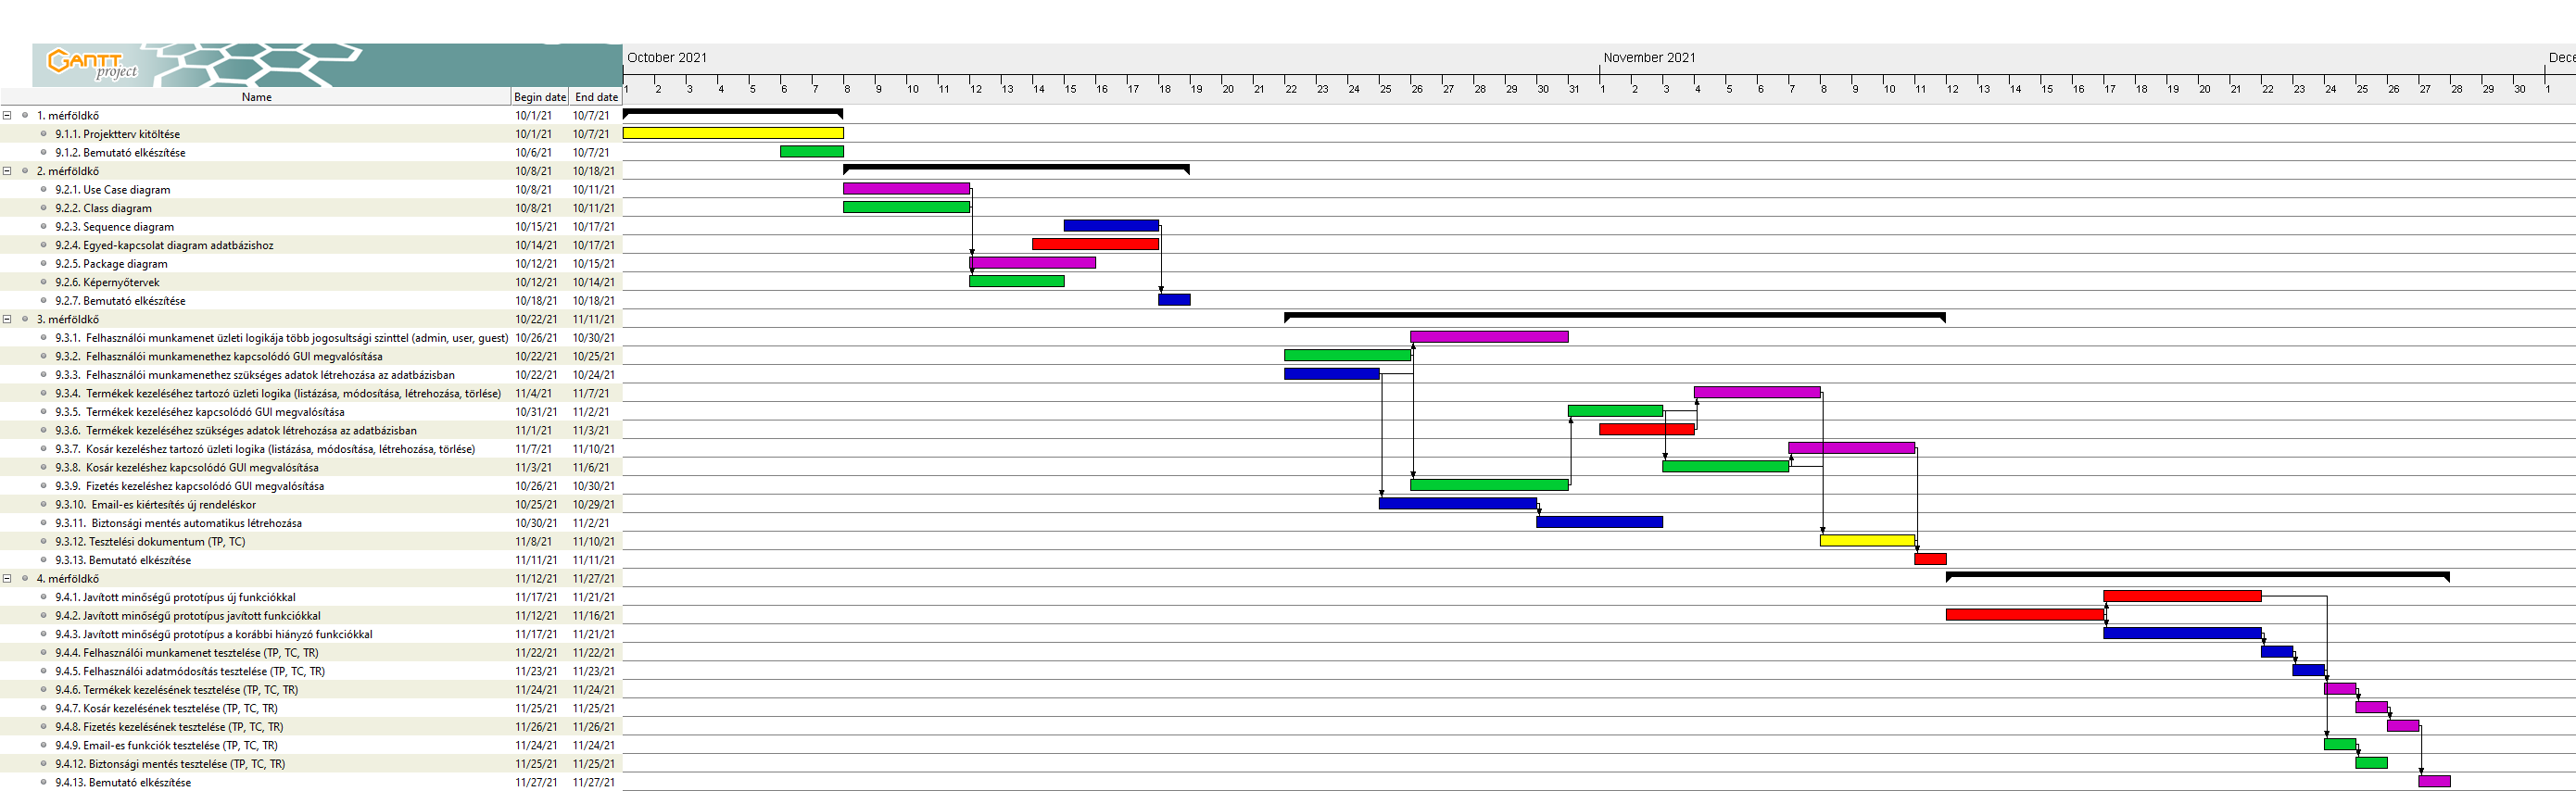 GANTT
project
October 2021 November 2021 Dece
Name Begin date End date 1 2 3 4 5 6 7 8 9 10 11 12 13 14 15 16 17 18 19 20 21 22 23 24 25 26 27 28 29 30 31 1 2 3 4 5 6 7 8 9 10 11 12 13 14 15 16 17 18 19 20 21 22 23 24 25 26 27 28 29 30 1
1. mérföldkő 10/1/21 10/7/21
9.1.1. Projektterv kitöltése 10/1/21 10/7/21
9.1.2. Bemutató elkészítése 10/6/21 10/7/21
2. mérföldkő 10/8/21 10/18/21
9.2.1. Use Case diagram 10/8/21 10/11/21
9.2.2. Class diagram 10/8/21 10/11/21
9.2.3. Sequence diagram 10/15/21 10/17/21
9.2.4. Egyed-kapcsolat diagram adatbázishoz 10/14/21 10/17/21
9.2.5. Package diagram 10/12/21 10/15/21
9.2.6. Képernyőtervek 10/12/21 10/14/21
9.2.7. Bemutató elkészítése 10/18/21 10/18/21
3. mérföldkő 10/22/21 11/11/21
9.3.1. Felhasználói munkamenet üzleti logikája több jogosultsági szinttel (admin, user, guest) 10/26/21 10/30/21
9.3.2. Felhasználói munkamenethez kapcsolódó GUI megvalósítása 10/22/21 10/25/21
9.3.3. Felhasználói munkamenethez szükséges adatok létrehozása az adatbázisban 10/22/21 10/24/21
9.3.4. Termékek kezeléséhez tartozó üzleti logika (listázása, módosítása, létrehozása, törlése) 11/4/21 11/7/21
9.3.5. Termékek kezeléséhez kapcsolódó GUI megvalósítása 10/31/21 11/2/21
9.3.6. Termékek kezeléséhez szükséges adatok létrehozása az adatbázisban 11/1/21 11/3/21
9.3.7. Kosár kezeléshez tartozó üzleti logika (listázása, módosítása, létrehozása, törlése) 11/7/21 11/10/21
9.3.8. Kosár kezeléshez kapcsolódó GUI megvalósítása 11/3/21 11/6/21
9.3.9. Fizetés kezeléshez kapcsolódó GUI megvalósítása 10/26/21 10/30/21
9.3.10. Email-es kiértesítés új rendeléskor 10/25/21 10/29/21
9.3.11. Biztonsági mentés automatikus létrehozása 10/30/21 11/2/21
9.3.12. Tesztelési dokumentum (TP, TC) 11/8/21 11/10/21
9.3.13. Bemutató elkészítése 11/11/21 11/11/21
4. mérföldkő 11/12/21 11/27/21
9.4.1. Javított minőségű prototípus új funkciókkal 11/17/21 11/21/21
9.4.2. Javított minőségű prototípus javított funkciókkal 11/12/21 11/16/21
9.4.3. Javított minőségű prototípus a korábbi hiányzó funkciókkal 11/17/21 11/21/21
9.4.4. Felhasználói munkamenet tesztelése (TP, TC, TR) 11/22/21 11/22/21
9.4.5. Felhasználói adatmódosítás tesztelése (TP, TC, TR) 11/23/21 11/23/21
9.4.6. Termékek kezelésének tesztelése (TP, TC, TR) 11/24/21 11/24/21
9.4.7. Kosár kezelésének tesztelése (TP, TC, TR) 11/25/21 11/25/21
9.4.8. Fizetés kezelésének tesztelése (TP, TC, TR) 11/26/21 11/26/21
9.4.9. Email-es funkciók tesztelése (TP, TC, TR) 11/24/21 11/24/21
9.4.12. Biztonsági mentés tesztelése (TP, TC, TR) 11/25/21 11/25/21
9.4.13. Bemutató elkészítése 11/27/21 11/27/21